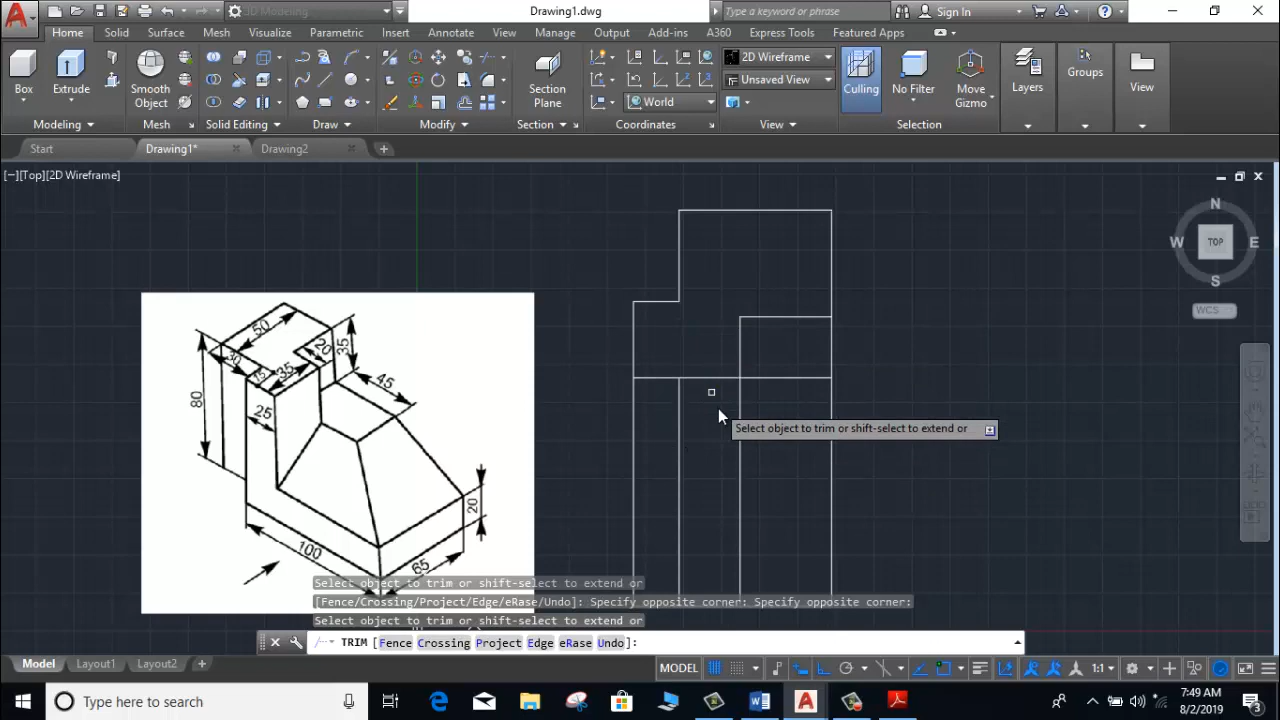 3D Modeling
Drawing1.dwg
Type a keyword or phrase
Sign In
Home Solid Surface Mesh Visualize Parametric Insert Annotate View Manage Output Add-ins A360 Express Tools Featured Apps
Box
Extrude
Smooth Object
Section Plane
2D Wireframe
Unsaved View
World
Culling
No Filter
Move Gizmo
Layers
Groups
View
Modeling Mesh Solid Editing Draw Modify Section Coordinates View Selection
Start Drawing1* Drawing2
[−][Top][2D Wireframe]
N
W TOP E
S
WCS
50
30
15
35
20
35
45
80
25
20
100
65
Select object to trim or shift-select to extend or
Select object to trim or shift-select to extend or
[Fence/Crossing/Project/Edge/eRase/Undo]: Specify opposite corner: Specify opposite corner:
Select object to trim or shift-select to extend or
TRIM [Fence Crossing Project Edge eRase Undo]:
Model Layout1 Layout2
MODEL
1:1
Type here to search
7:49 AM
8/2/2019
3